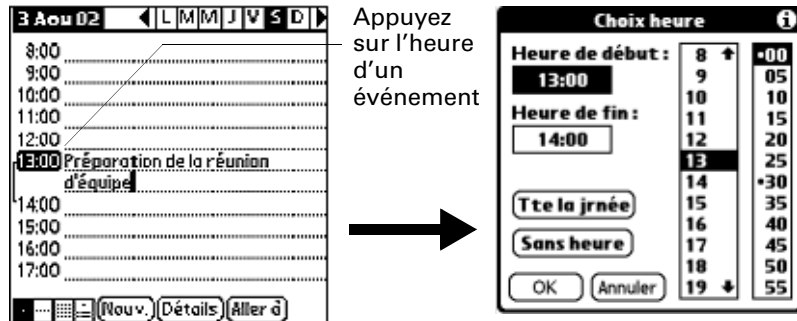 3 Aou 02 L M M J V S D
8:00
9:00
10:00
11:00
12:00
13:00 Préparation de la réunion
d'équipe
14:00
15:00
16:00
17:00
Nouv. Détails Aller à
Appuyez
sur l'heure
d'un
événement
Choix heure
Heure de début :
13:00
Heure de fin :
14:00
Tte la jrnée
Sans heure
OK Annuler
8
9
10
11
12
13
14
15
16
17
18
19
•00
05
10
15
20
25
•30
35
40
45
50
55